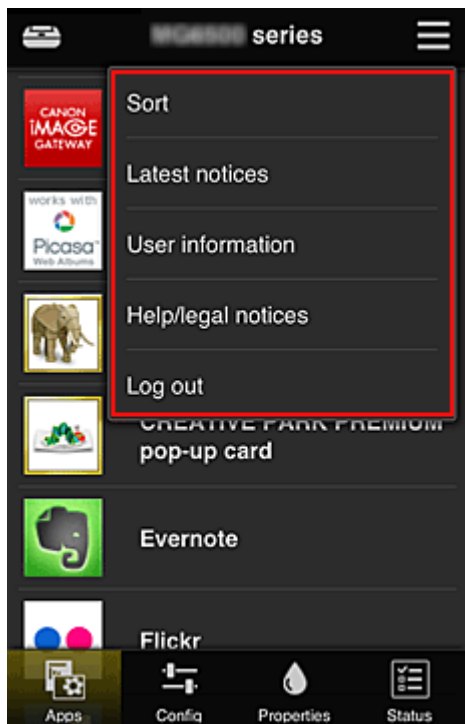 series
CANON
iMAGE
GATEWAY
Sort
Latest notices
works with
Picasa™
Web Albums
User information
Help/legal notices
Log out
CREATIVE PARK PREMIUM
pop-up card
Evernote
Flickr
Apps
Config
Properties
Status